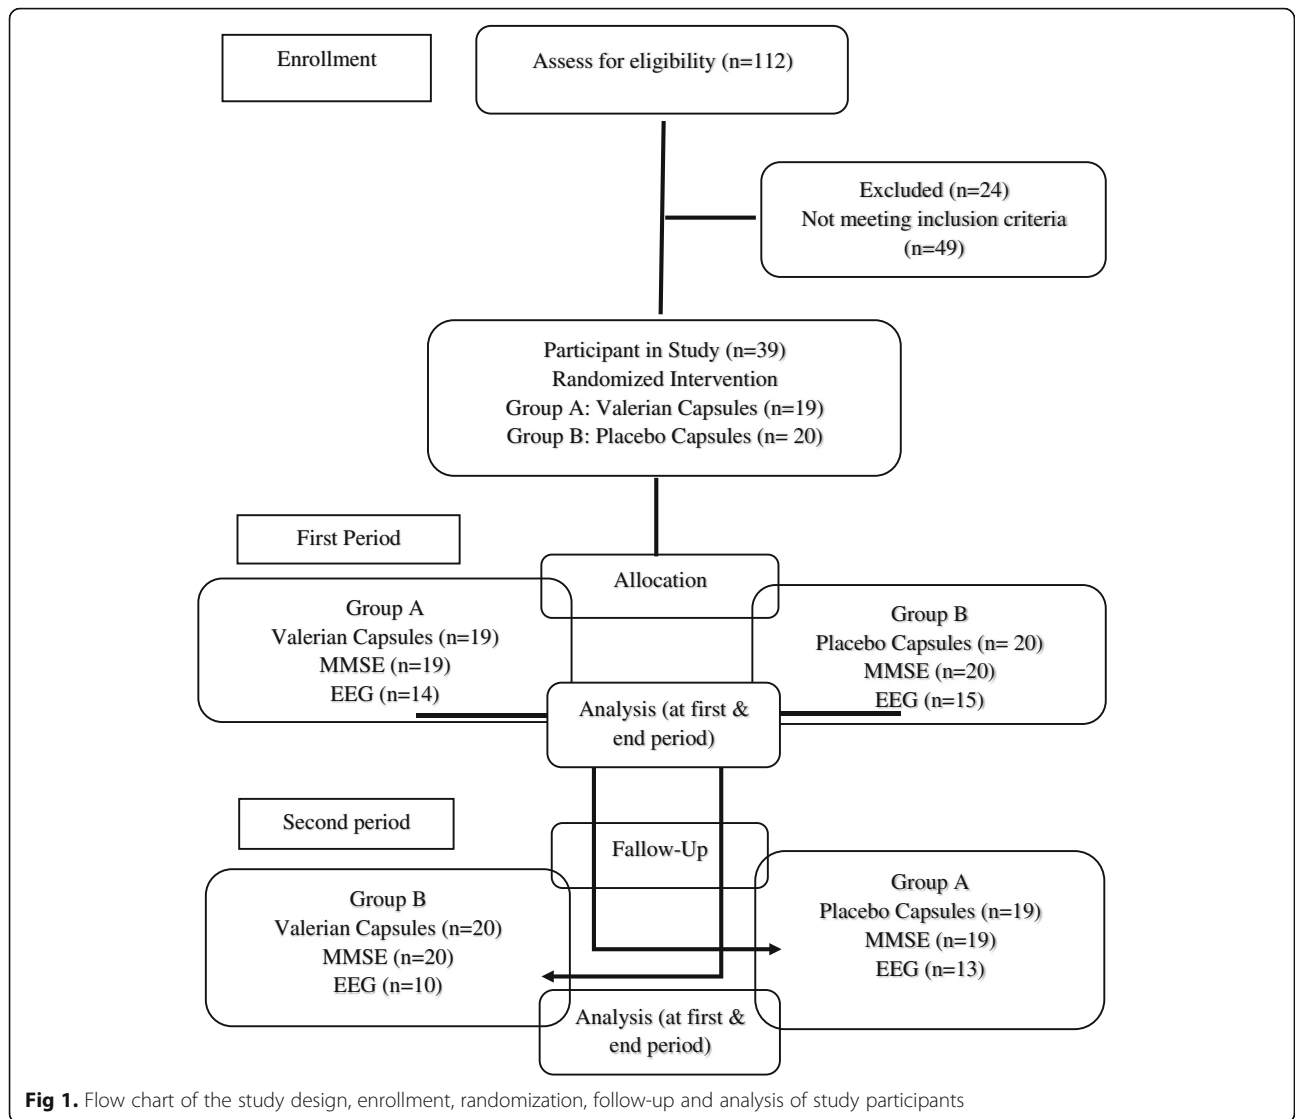 Enrollment
Assess for eligibility (n=112)
Excluded (n=24)
Not meeting inclusion criteria
(n=49)
Participant in Study (n=39)
Randomized Intervention
Group A: Valerian Capsules (n=19)
Group B: Placebo Capsules (n= 20)
First Period
Allocation
Group A
Valerian Capsules (n=19)
MMSE (n=19)
EEG (n=14)
Group B
Placebo Capsules (n= 20)
MMSE (n=20)
EEG (n=15)
Analysis (at first &
end period)
Second period
Fallow-Up
Group B
Valerian Capsules (n=20)
MMSE (n=20)
EEG (n=10)
Group A
Placebo Capsules (n=19)
MMSE (n=19)
EEG (n=13)
Analysis (at first &
end period)
Fig 1. Flow chart of the study design, enrollment, randomization, follow-up and analysis of study participants